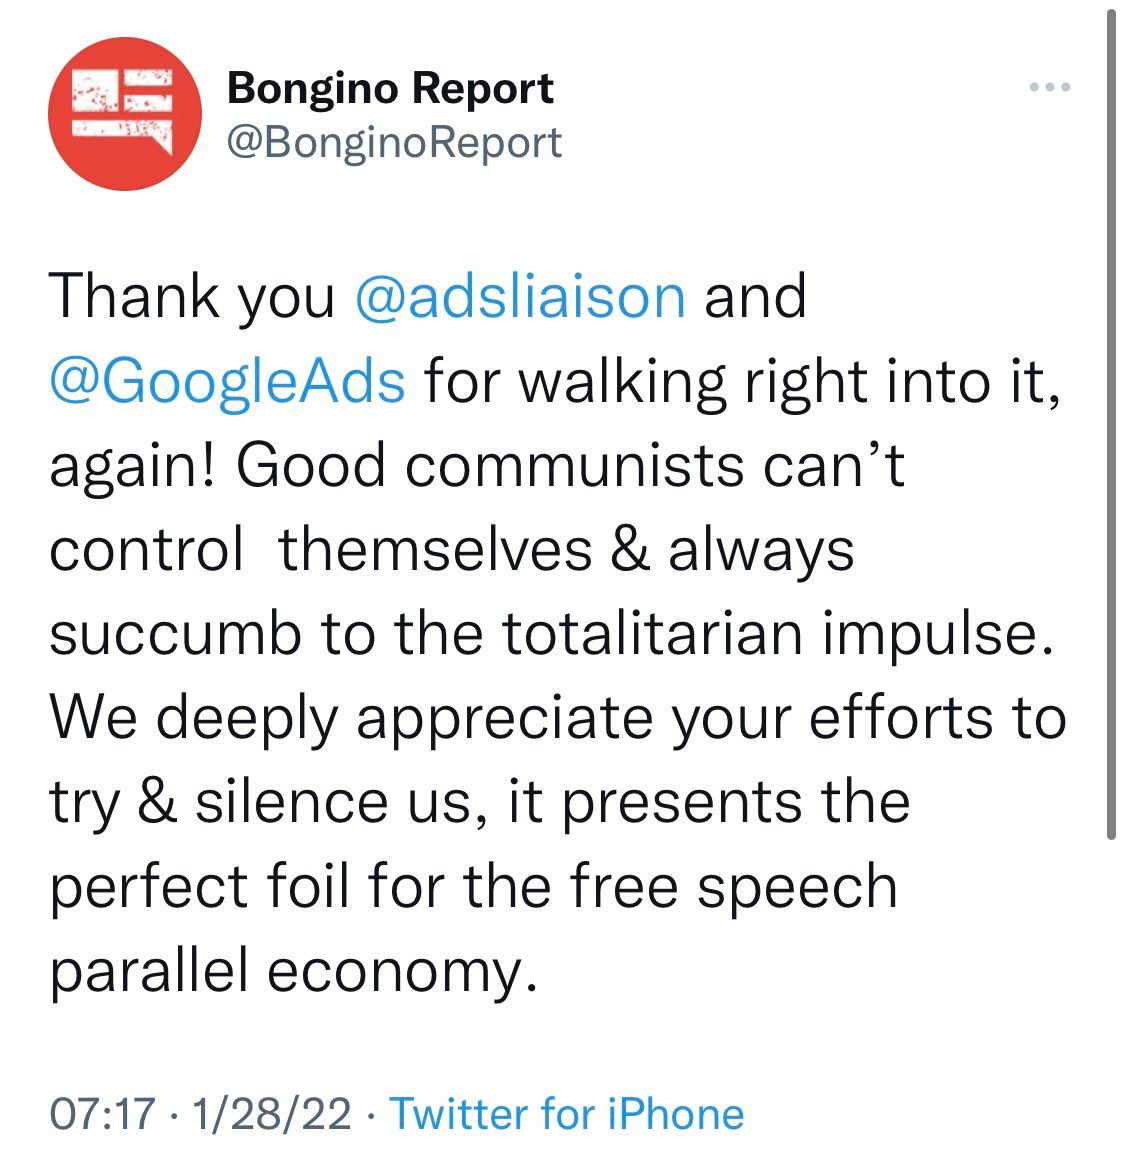 Bongino Report
@BonginoReport
Thank you @adsliaison and
@GoogleAds for walking right into it,
again! Good communists can’t
control  themselves & always
succumb to the totalitarian impulse.
We deeply appreciate your efforts to
try & silence us, it presents the
perfect foil for the free speech
parallel economy.
07:17 · 1/28/22 · Twitter for iPhone